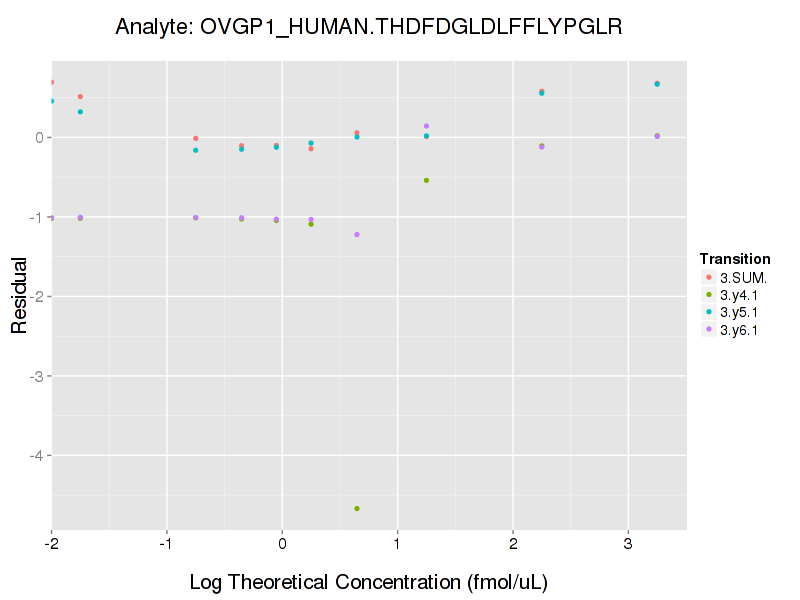 Analyte: OVGP1_HUMAN.THDFDGLDLFFLYPGLR
Residual
0
-1
-2
-3
-4
-2
-1
0
1
2
3
Log Theoretical Concentration (fmol/uL)
Transition
3.SUM.
3.y4.1
3.y5.1
3.y6.1